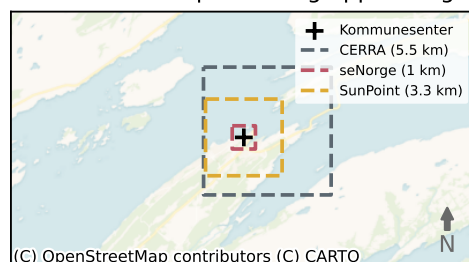 Kommunesenter
CERRA (5.5 km)
seNorge (1 km)
SunPoint (3.3 km)
N
(C) OpenStreetMap contributors (C) CARTO